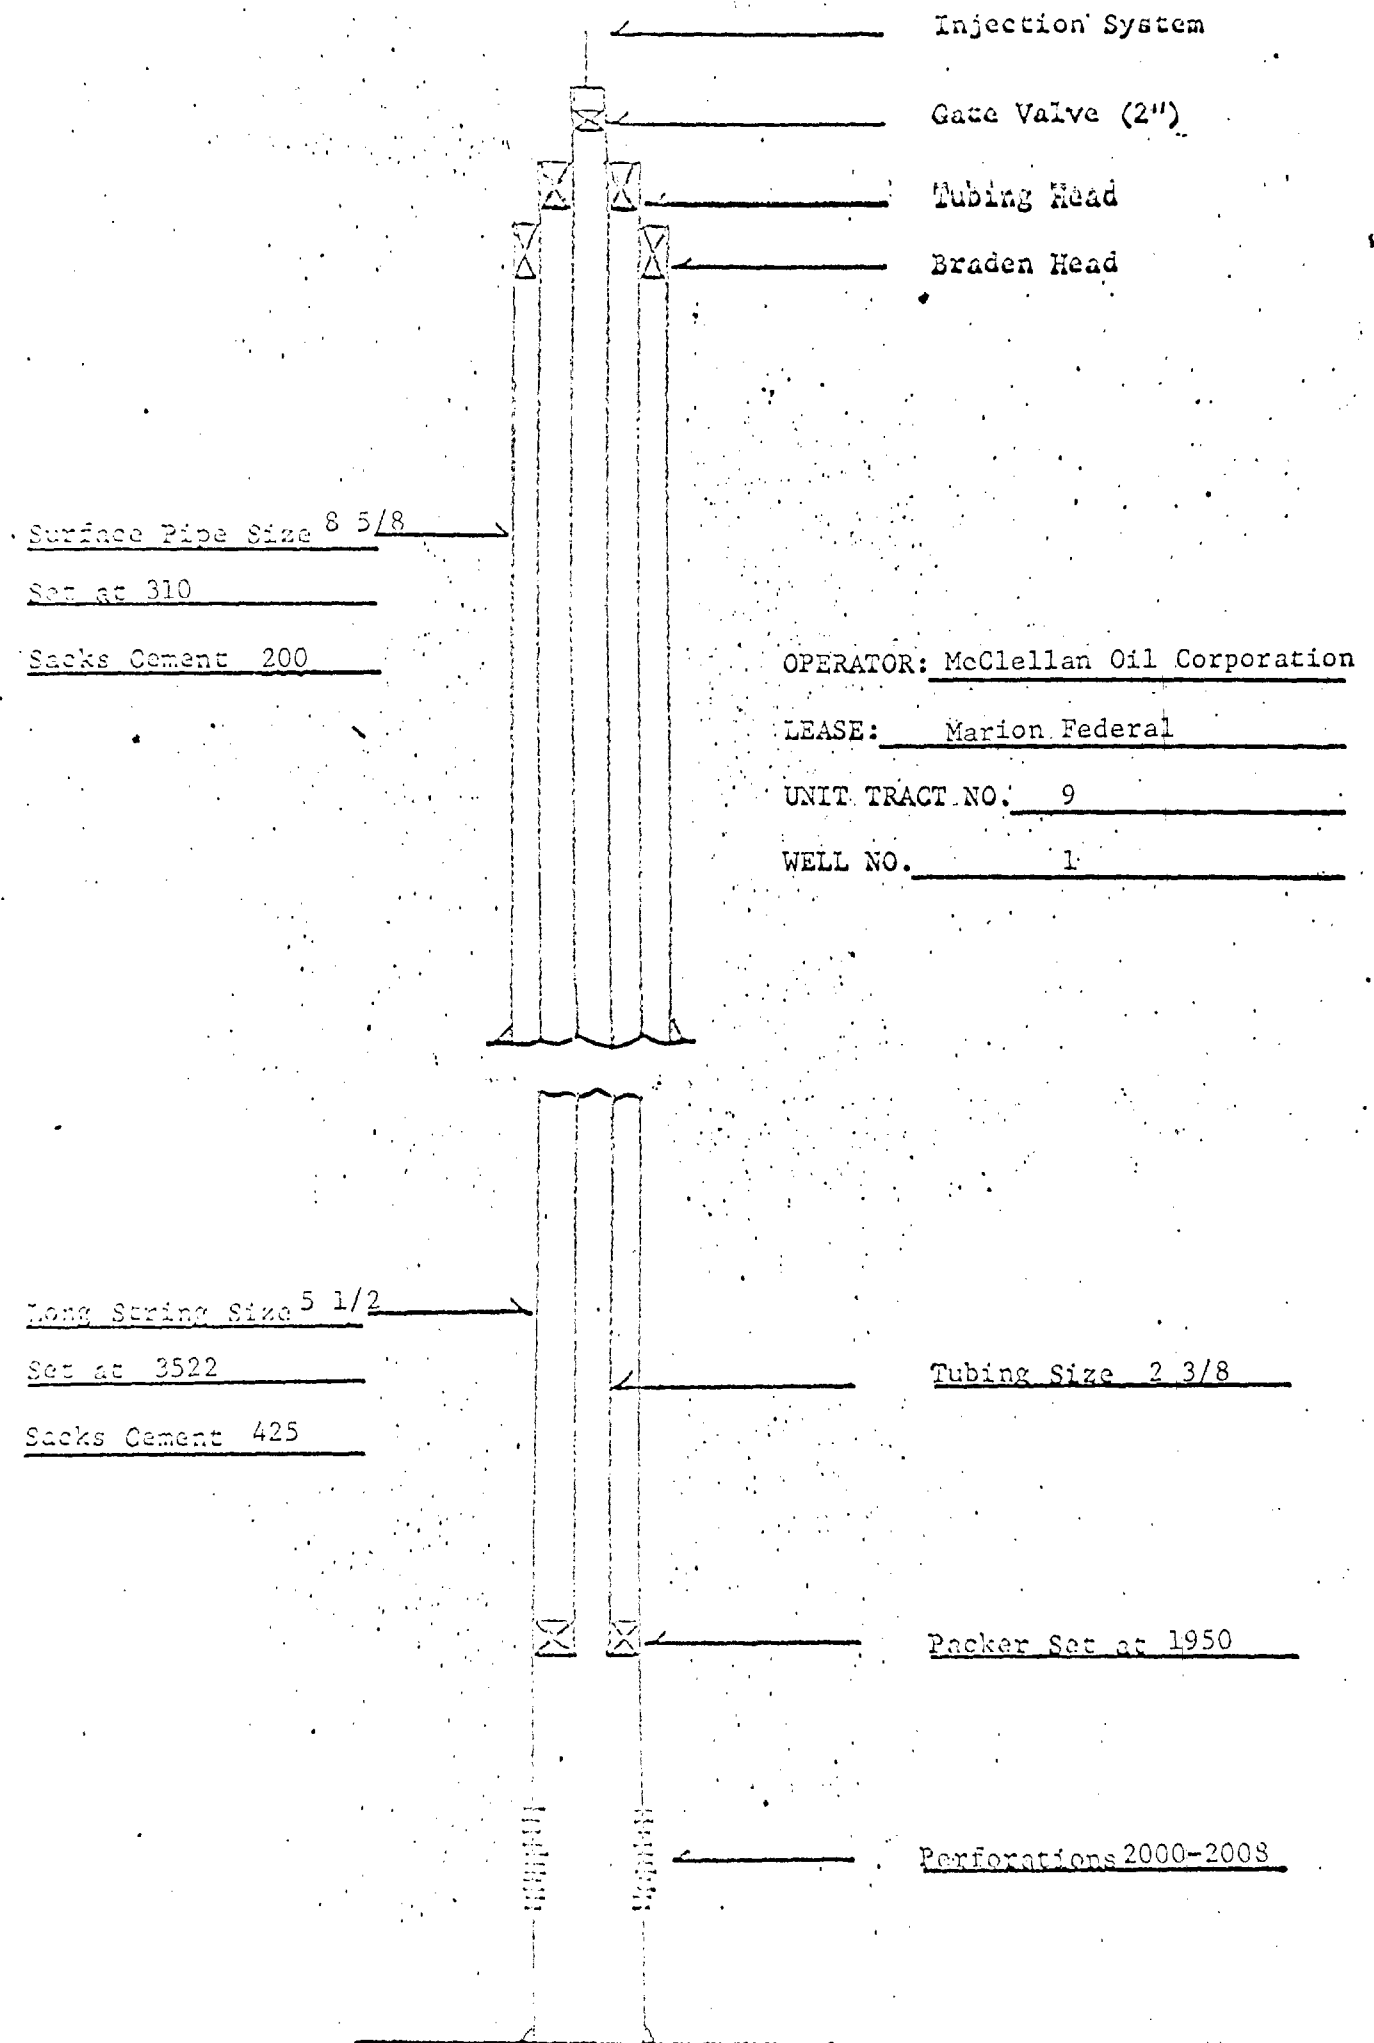 Injection System
Gate Valve (2")
Tubing Head
Braden Head
Surface Pipe Size 8 5/8
Set at 310
Sacks Cement 200
OPERATOR: McClellan Oil Corporation
LEASE: Marion Federal
UNIT TRACT NO. 9
WELL NO. 1
Long String Size 5 1/2
Set at 3522
Sacks Cement 425
Tubing Size 2 3/8
Packer Set at 1950
Perforations 2000-2008